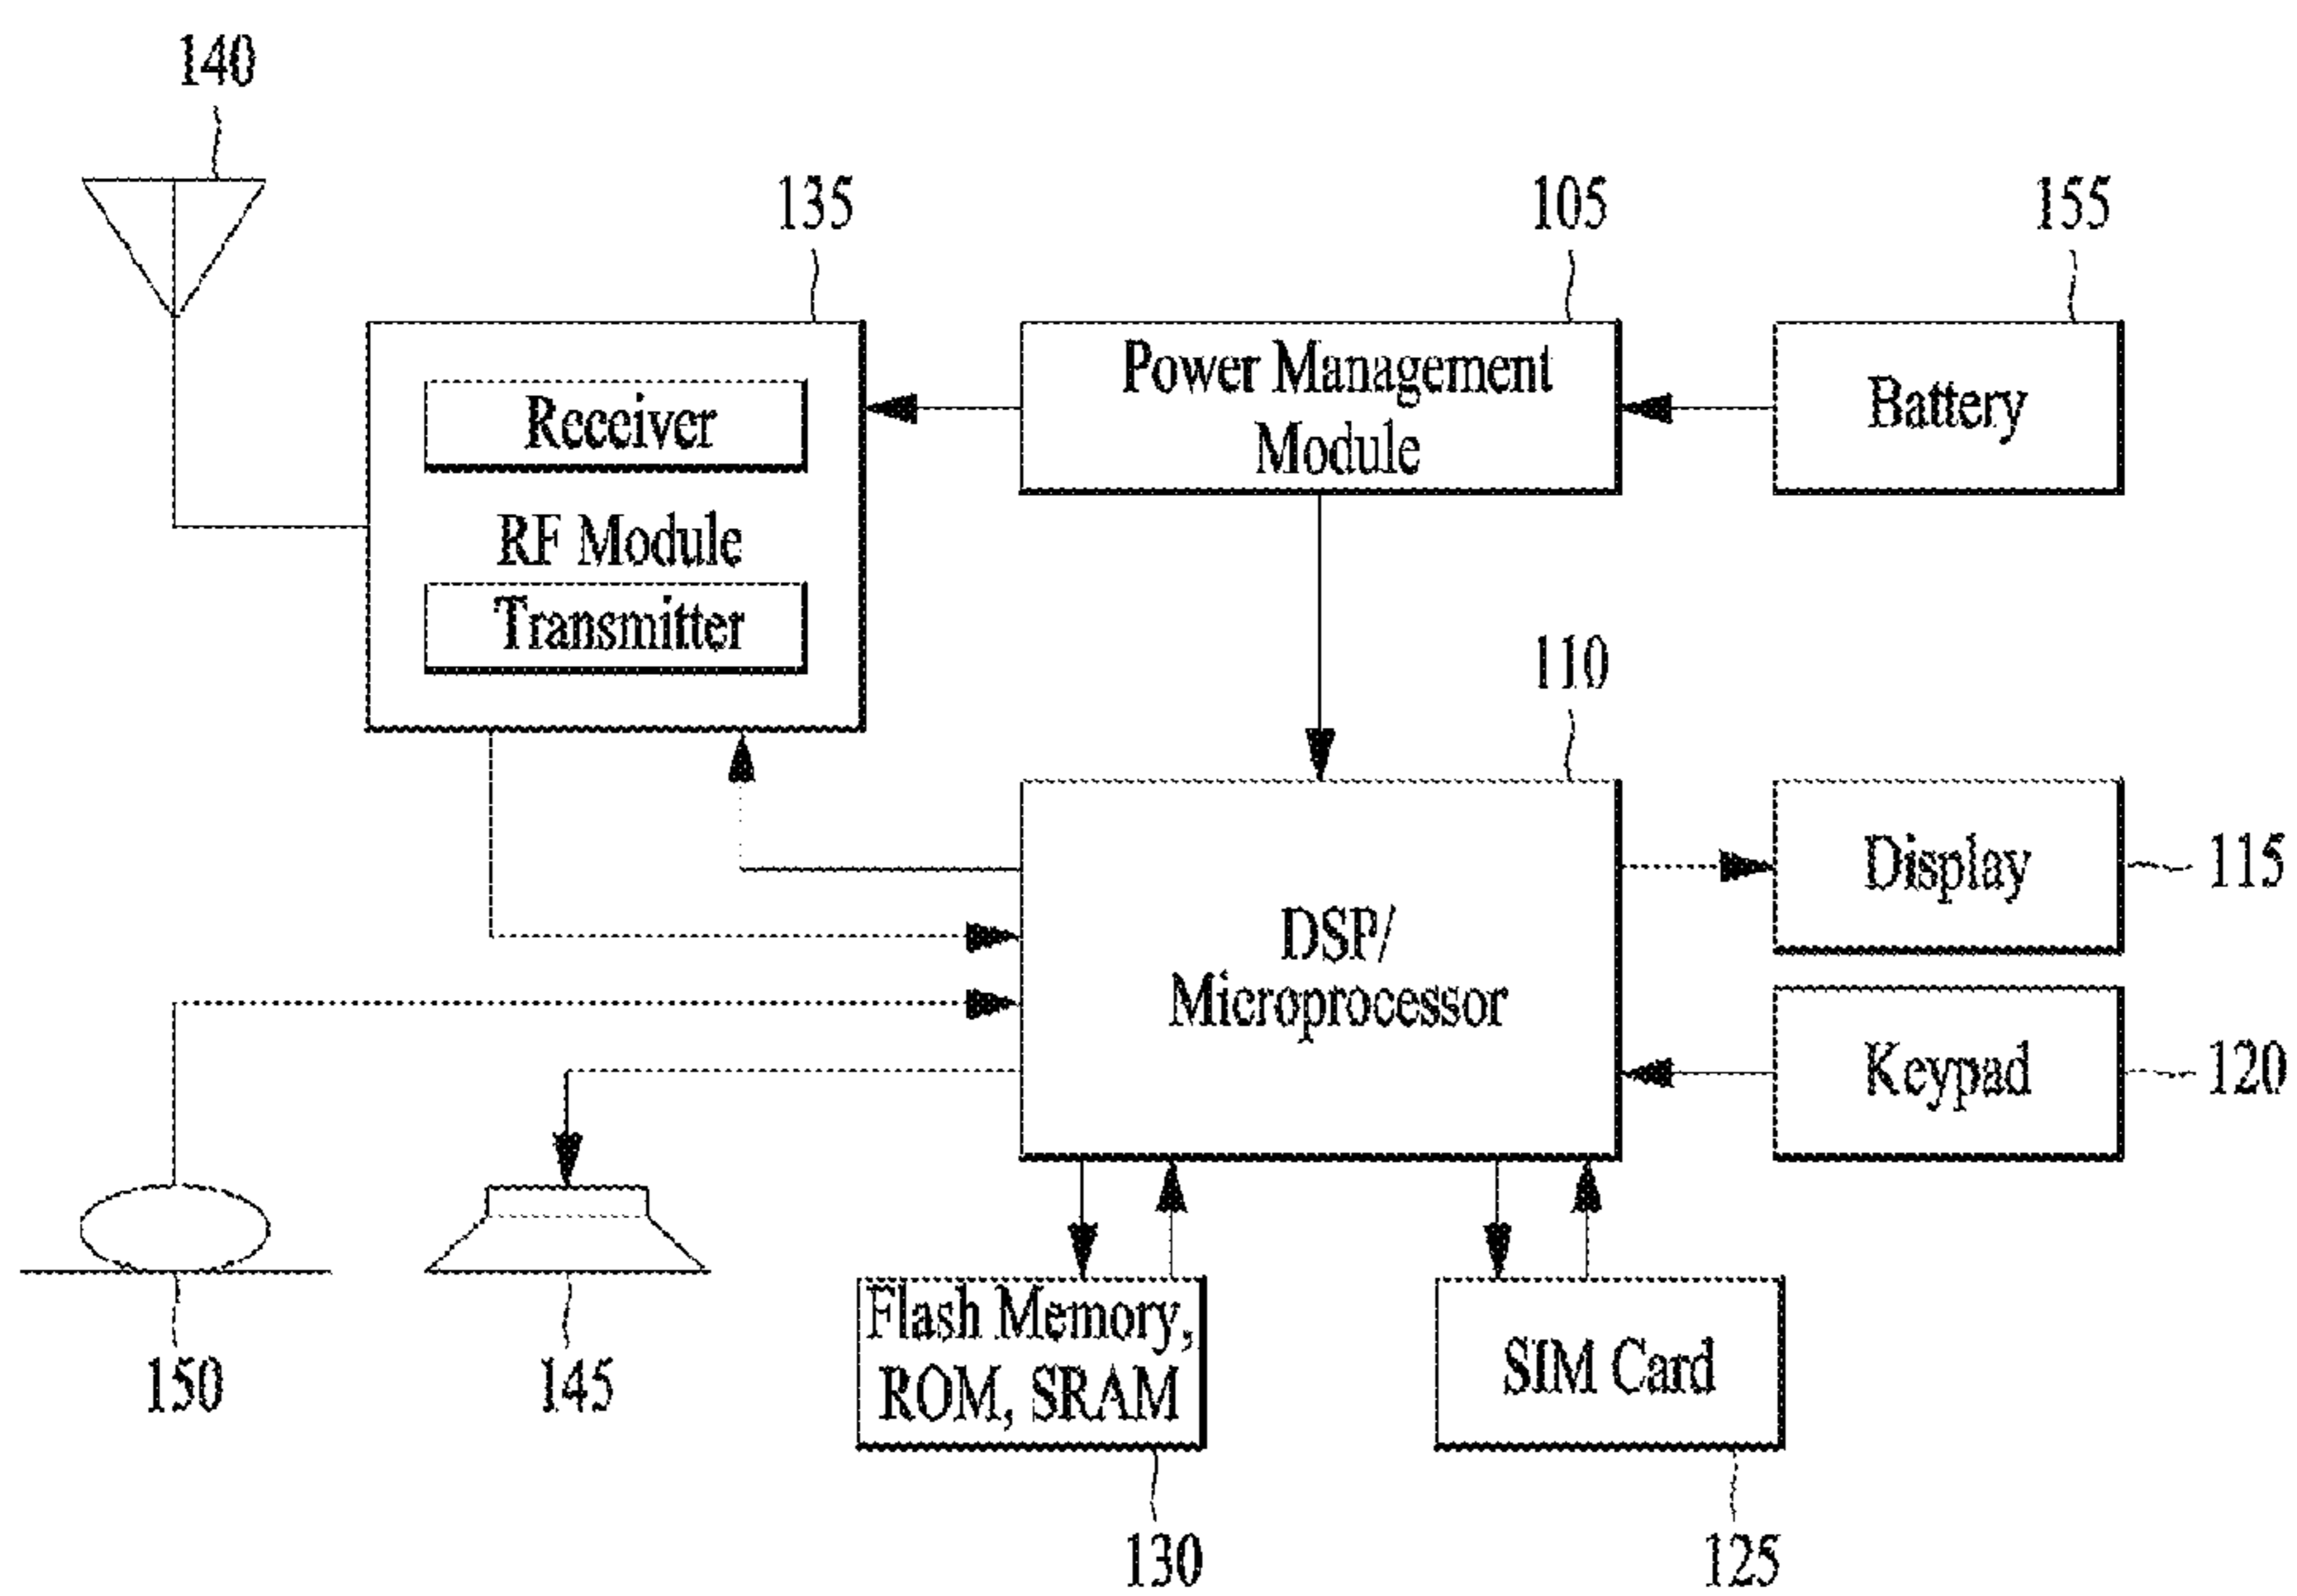 140
135
105
155
Receiver
RF Module
Transmitter
Power Management
Module
Battery
110
DSP/
Microprocessor
Display
115
Keypad
120
150
145
Flash Memory,
ROM, SRAM
SIM Card
130
125